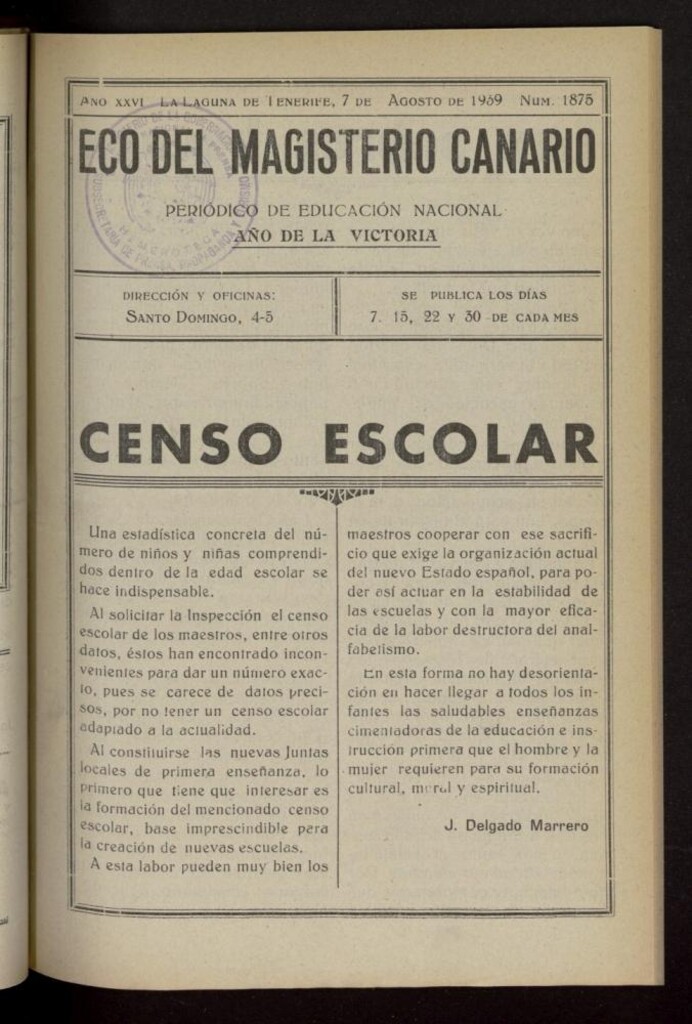 AÑO XXVI LA LAGUNA DE TENERIFE, 7 DE AGOSTO DE 1939 NUM. 1875
ECO DEL MAGISTERIO CANARIO
PERIÓDICO DE EDUCACIÓN NACIONAL
AÑO DE LA VICTORIA
DIRECCIÓN Y OFICINAS:
SANTO DOMINGO, 4-5
SE PUBLICA LOS DÍAS
7. 15, 22 Y 30 DE CADA MES
CENSO ESCOLAR
Una estadística concreta del nú-
mero de niños y niñas comprendi-
dos dentro de la edad escolar se
hace indispensable.
Al solicitar la Inspección el censo
escolar de los maestros, entre otros
datos, éstos han encontrado incon-
venientes para dar un número exac-
to, pues se carece de datos preci-
sos, por no tener un censo escolar
adaptado a la actualidad.
Al constituirse las nuevas Juntas
locales de primera enseñanza, lo
primero que tiene que interesar es
la formación del mencionado censo
escolar, base imprescindible para
la creación de nuevas escuelas.
A esta labor pueden muy bien los
maestros cooperar con ese sacrifi-
cio que exige la organización actual
del nuevo Estado español, para po-
der así actuar en la estabilidad de
las escuelas y con la mayor efica-
cia de la labor destructora del anal-
fabetismo.
En esta forma no hay desorienta-
ción en hacer llegar a todos los in-
fantes las saludables enseñanzas
cimentadoras de la educación e ins-
trucción primera que el hombre y la
mujer requieren para su formación
cultural, moral y espiritual.
J. Delgado Marrero
HEMEROTECA